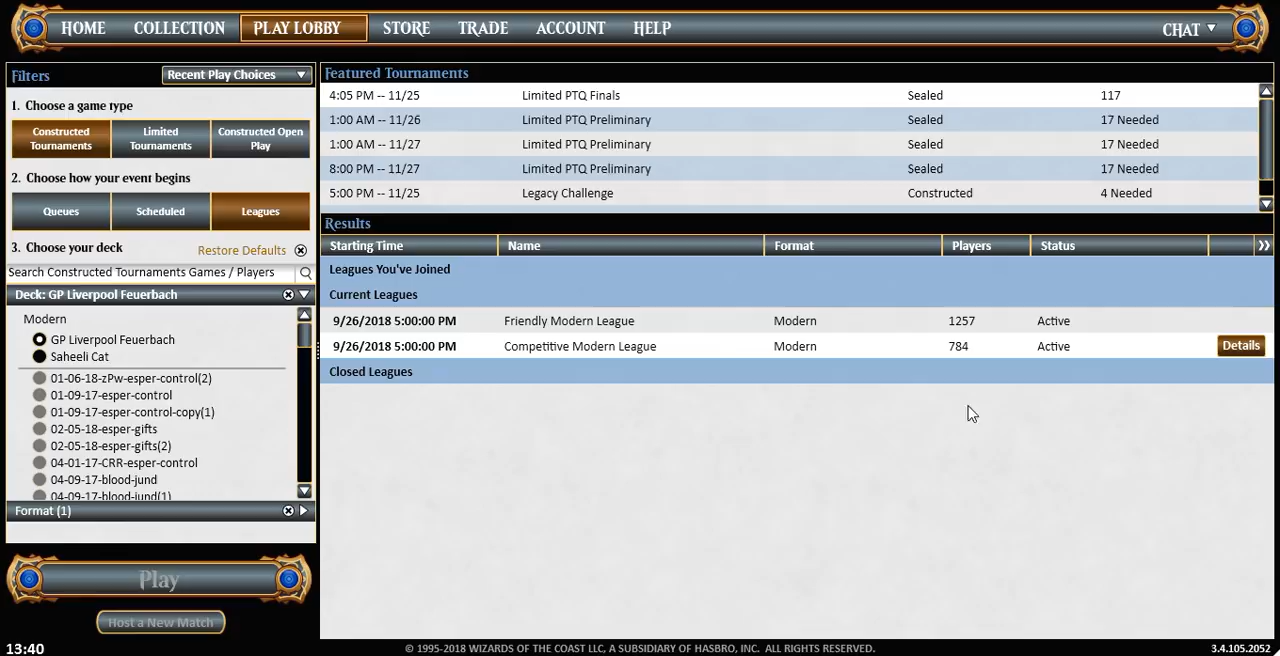 HOME COLLECTION PLAY LOBBY STORE TRADE ACCOUNT HELP CHAT
Filters Recent Play Choices
1. Choose a game type
Constructed Tournaments Limited Tournaments Constructed Open Play
2. Choose how your event begins
Queues Scheduled Leagues
3. Choose your deck Restore Defaults
Search Constructed Tournaments Games / Players
Deck: GP Liverpool Feuerbach
Modern
GP Liverpool Feuerbach
Saheeli Cat
01-06-18-zPw-esper-control(2)
01-09-17-esper-control
01-09-17-esper-control-copy(1)
02-05-18-esper-gifts
02-05-18-esper-gifts(2)
04-01-17-CRR-esper-control
04-09-17-blood-jund
04-09-17-blood-jund(1)
Format (1)
Play
Host a New Match
13:40
Featured Tournaments
4:05 PM -- 11/25 Limited PTQ Finals Sealed 117
1:00 AM -- 11/26 Limited PTQ Preliminary Sealed 17 Needed
1:00 AM -- 11/27 Limited PTQ Preliminary Sealed 17 Needed
8:00 PM -- 11/27 Limited PTQ Preliminary Sealed 17 Needed
5:00 PM -- 11/25 Legacy Challenge Constructed 4 Needed
Results
Starting Time Name Format Players Status
Leagues You've Joined
Current Leagues
9/26/2018 5:00:00 PM Friendly Modern League Modern 1257 Active
9/26/2018 5:00:00 PM Competitive Modern League Modern 784 Active Details
Closed Leagues
© 1995-2018 WIZARDS OF THE COAST LLC, A SUBSIDIARY OF HASBRO, INC. ALL RIGHTS RESERVED.
3.4.105.2052